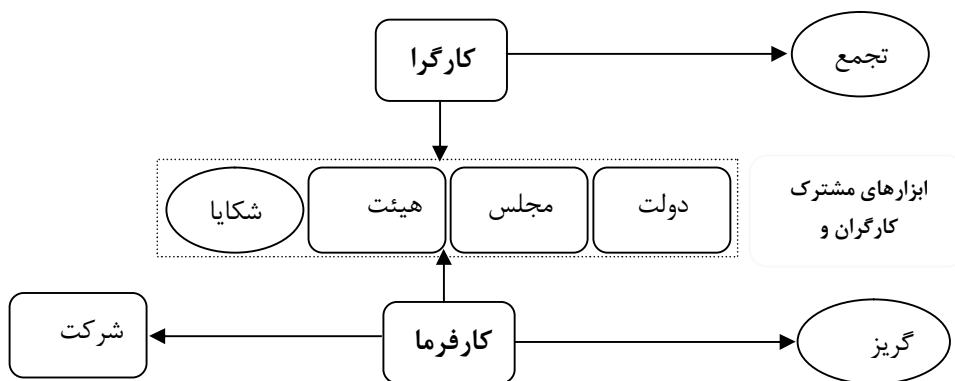 کارگرا
تجمع
ابزارهای مشترک
کارگران و
دولت
مجلس
هیئت
شکایا
کارفرما
شرکت
گریز